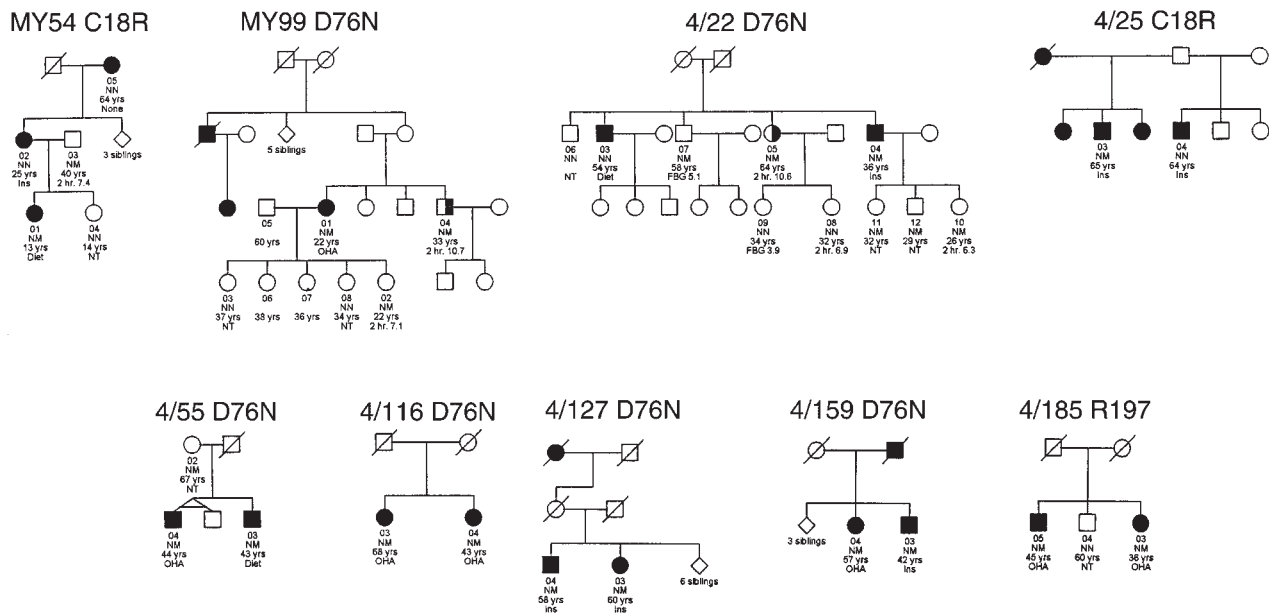 MY54 C18R
05
NN
64 yrs
None
02
NN
25 yrs
Ins
03
NM
40 yrs
2 hr. 7.4
3 siblings
01
NM
13 yrs
Diet
04
NN
14 yrs
NT
MY99 D76N
5 siblings
05
60 yrs
01
NM
22 yrs
OHA
04
NM
33 yrs
2 hr. 10.7
03
NN
37 yrs
NT
06
38 yrs
07
36 yrs
08
NN
34 yrs
NT
02
NM
22 yrs
2 hr. 7.1
4/22 D76N
06
NN
NT
03
NN
54 yrs
Diet
07
NM
58 yrs
FBG 5.1
05
NM
64 yrs
2 hr. 10.6
04
NM
36 yrs
Ins
09
NN
34 yrs
FBG 3.9
08
NN
32 yrs
2 hr. 6.9
11
NM
32 yrs
NT
12
NM
29 yrs
NT
10
NM
26 yrs
2 hr. 6.3
4/25 C18R
03
NM
65 yrs
Ins
04
NN
64 yrs
Ins
4/55 D76N
02
NM
67 yrs
NT
04
NM
44 yrs
OHA
03
NM
43 yrs
Diet
4/116 D76N
03
NM
68 yrs
OHA
04
NM
43 yrs
OHA
4/127 D76N
04
NM
58 yrs
Ins
03
NM
60 yrs
Ins
6 siblings
4/159 D76N
3 siblings
04
NM
57 yrs
OHA
03
NM
42 yrs
Ins
4/185 R197
05
NM
45 yrs
OHA
04
NN
60 yrs
NT
03
NM
36 yrs
OHA